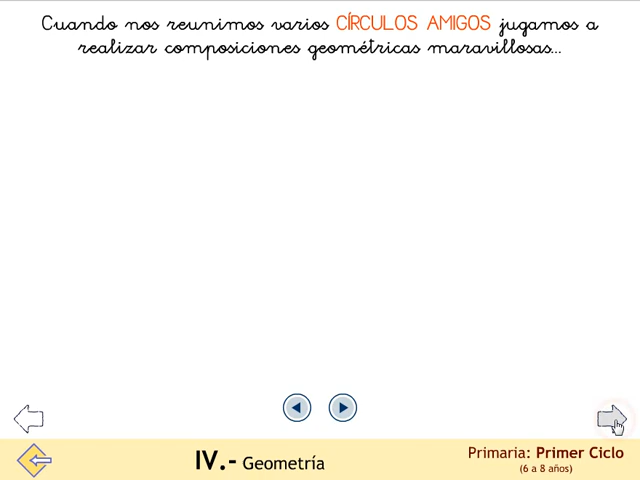 Cuando nos reunimos varios CÍRCULOS AMIGOS jugamos a
realizar composiciones geométricas maravillosas...
IV.- Geometría
Primaria: Primer Ciclo
(6 a 8 años)